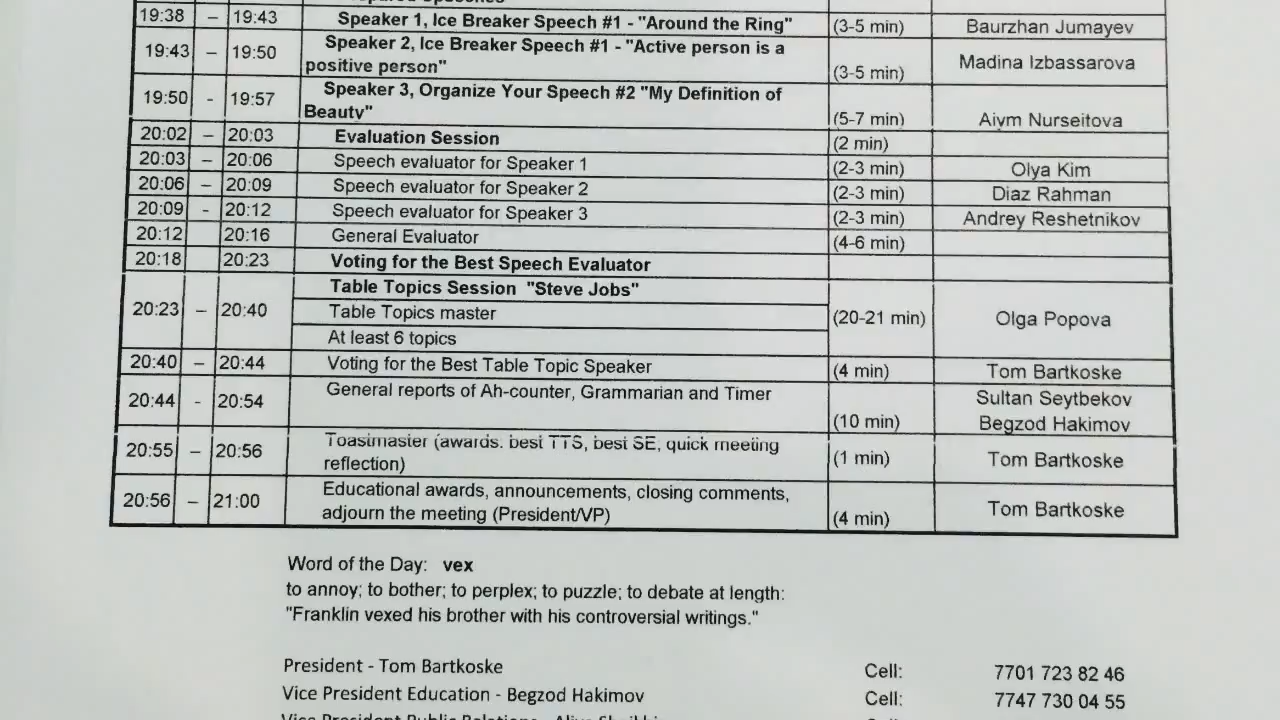 19:38 – 19:43 Speaker 1, Ice Breaker Speech #1 - "Around the Ring" (3-5 min) Baurzhan Jumayev
19:43 – 19:50 Speaker 2, Ice Breaker Speech #1 - "Active person is a
positive person" (3-5 min) Madina Izbassarova
19:50 - 19:57 Speaker 3, Organize Your Speech #2 "My Definition of
Beauty" (5-7 min) Aiym Nurseitova
20:02 – 20:03 Evaluation Session (2 min)
20:03 – 20:06 Speech evaluator for Speaker 1 (2-3 min) Olya Kim
20:06 – 20:09 Speech evaluator for Speaker 2 (2-3 min) Diaz Rahman
20:09 - 20:12 Speech evaluator for Speaker 3 (2-3 min) Andrey Reshetnikov
20:12 20:16 General Evaluator (4-6 min)
20:18 20:23 Voting for the Best Speech Evaluator
Table Topics Session "Steve Jobs"
20:23 – 20:40 Table Topics master (20-21 min) Olga Popova
At least 6 topics
20:40 – 20:44 Voting for the Best Table Topic Speaker (4 min) Tom Bartkoske
20:44 - 20:54 General reports of Ah-counter, Grammarian and Timer (10 min) Sultan Seytbekov
Begzod Hakimov
20:55 – 20:56 Toastmaster (awards. best TTS, best SE, quick meeting
reflection) (1 min) Tom Bartkoske
20:56 – 21:00 Educational awards, announcements, closing comments,
adjourn the meeting (President/VP) (4 min) Tom Bartkoske
Word of the Day: vex
to annoy; to bother; to perplex; to puzzle; to debate at length:
"Franklin vexed his brother with his controversial writings."
President - Tom Bartkoske Cell: 7701 723 82 46
Vice President Education - Begzod Hakimov Cell: 7747 730 04 55
Vice President Public Relations